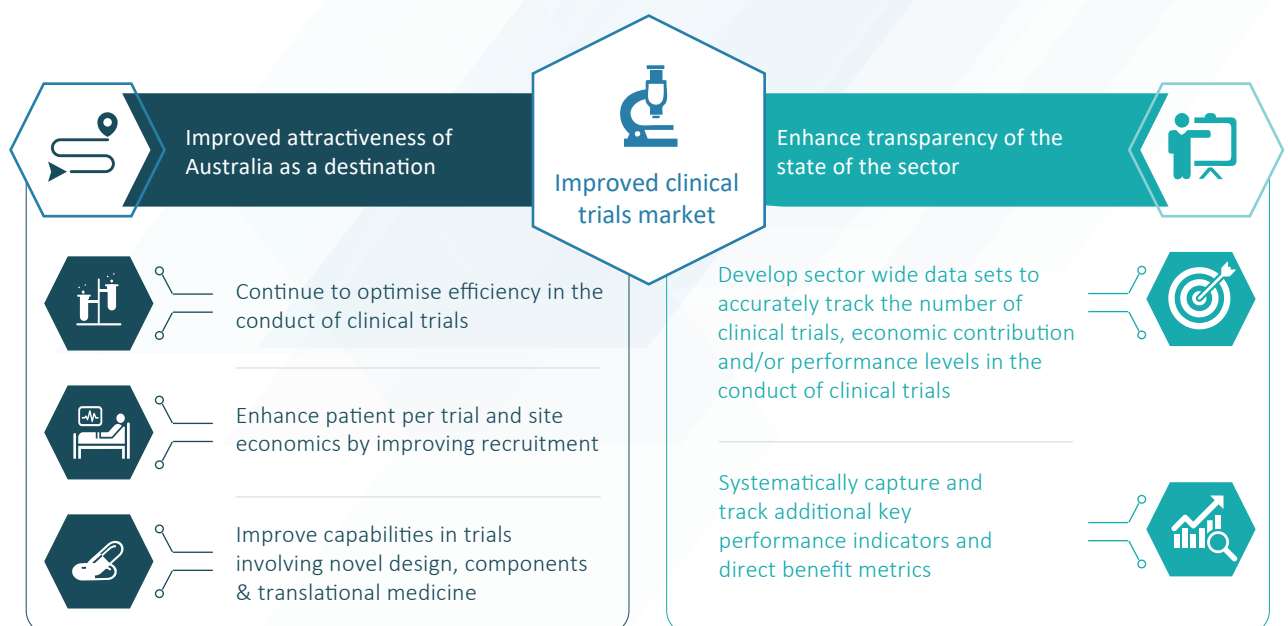 Improved clinical
trials market
Improved attractiveness of
Australia as a destination
Continue to optimise efficiency in the
conduct of clinical trials
Enhance patient per trial and site
economics by improving recruitment
Improve capabilities in trials
involving novel design, components
& translational medicine
Enhance transparency of the
state of the sector
Develop sector wide data sets to
accurately track the number of
clinical trials, economic contribution
and/or performance levels in the
conduct of clinical trials
Systematically capture and
track additional key
performance indicators and
direct benefit metrics